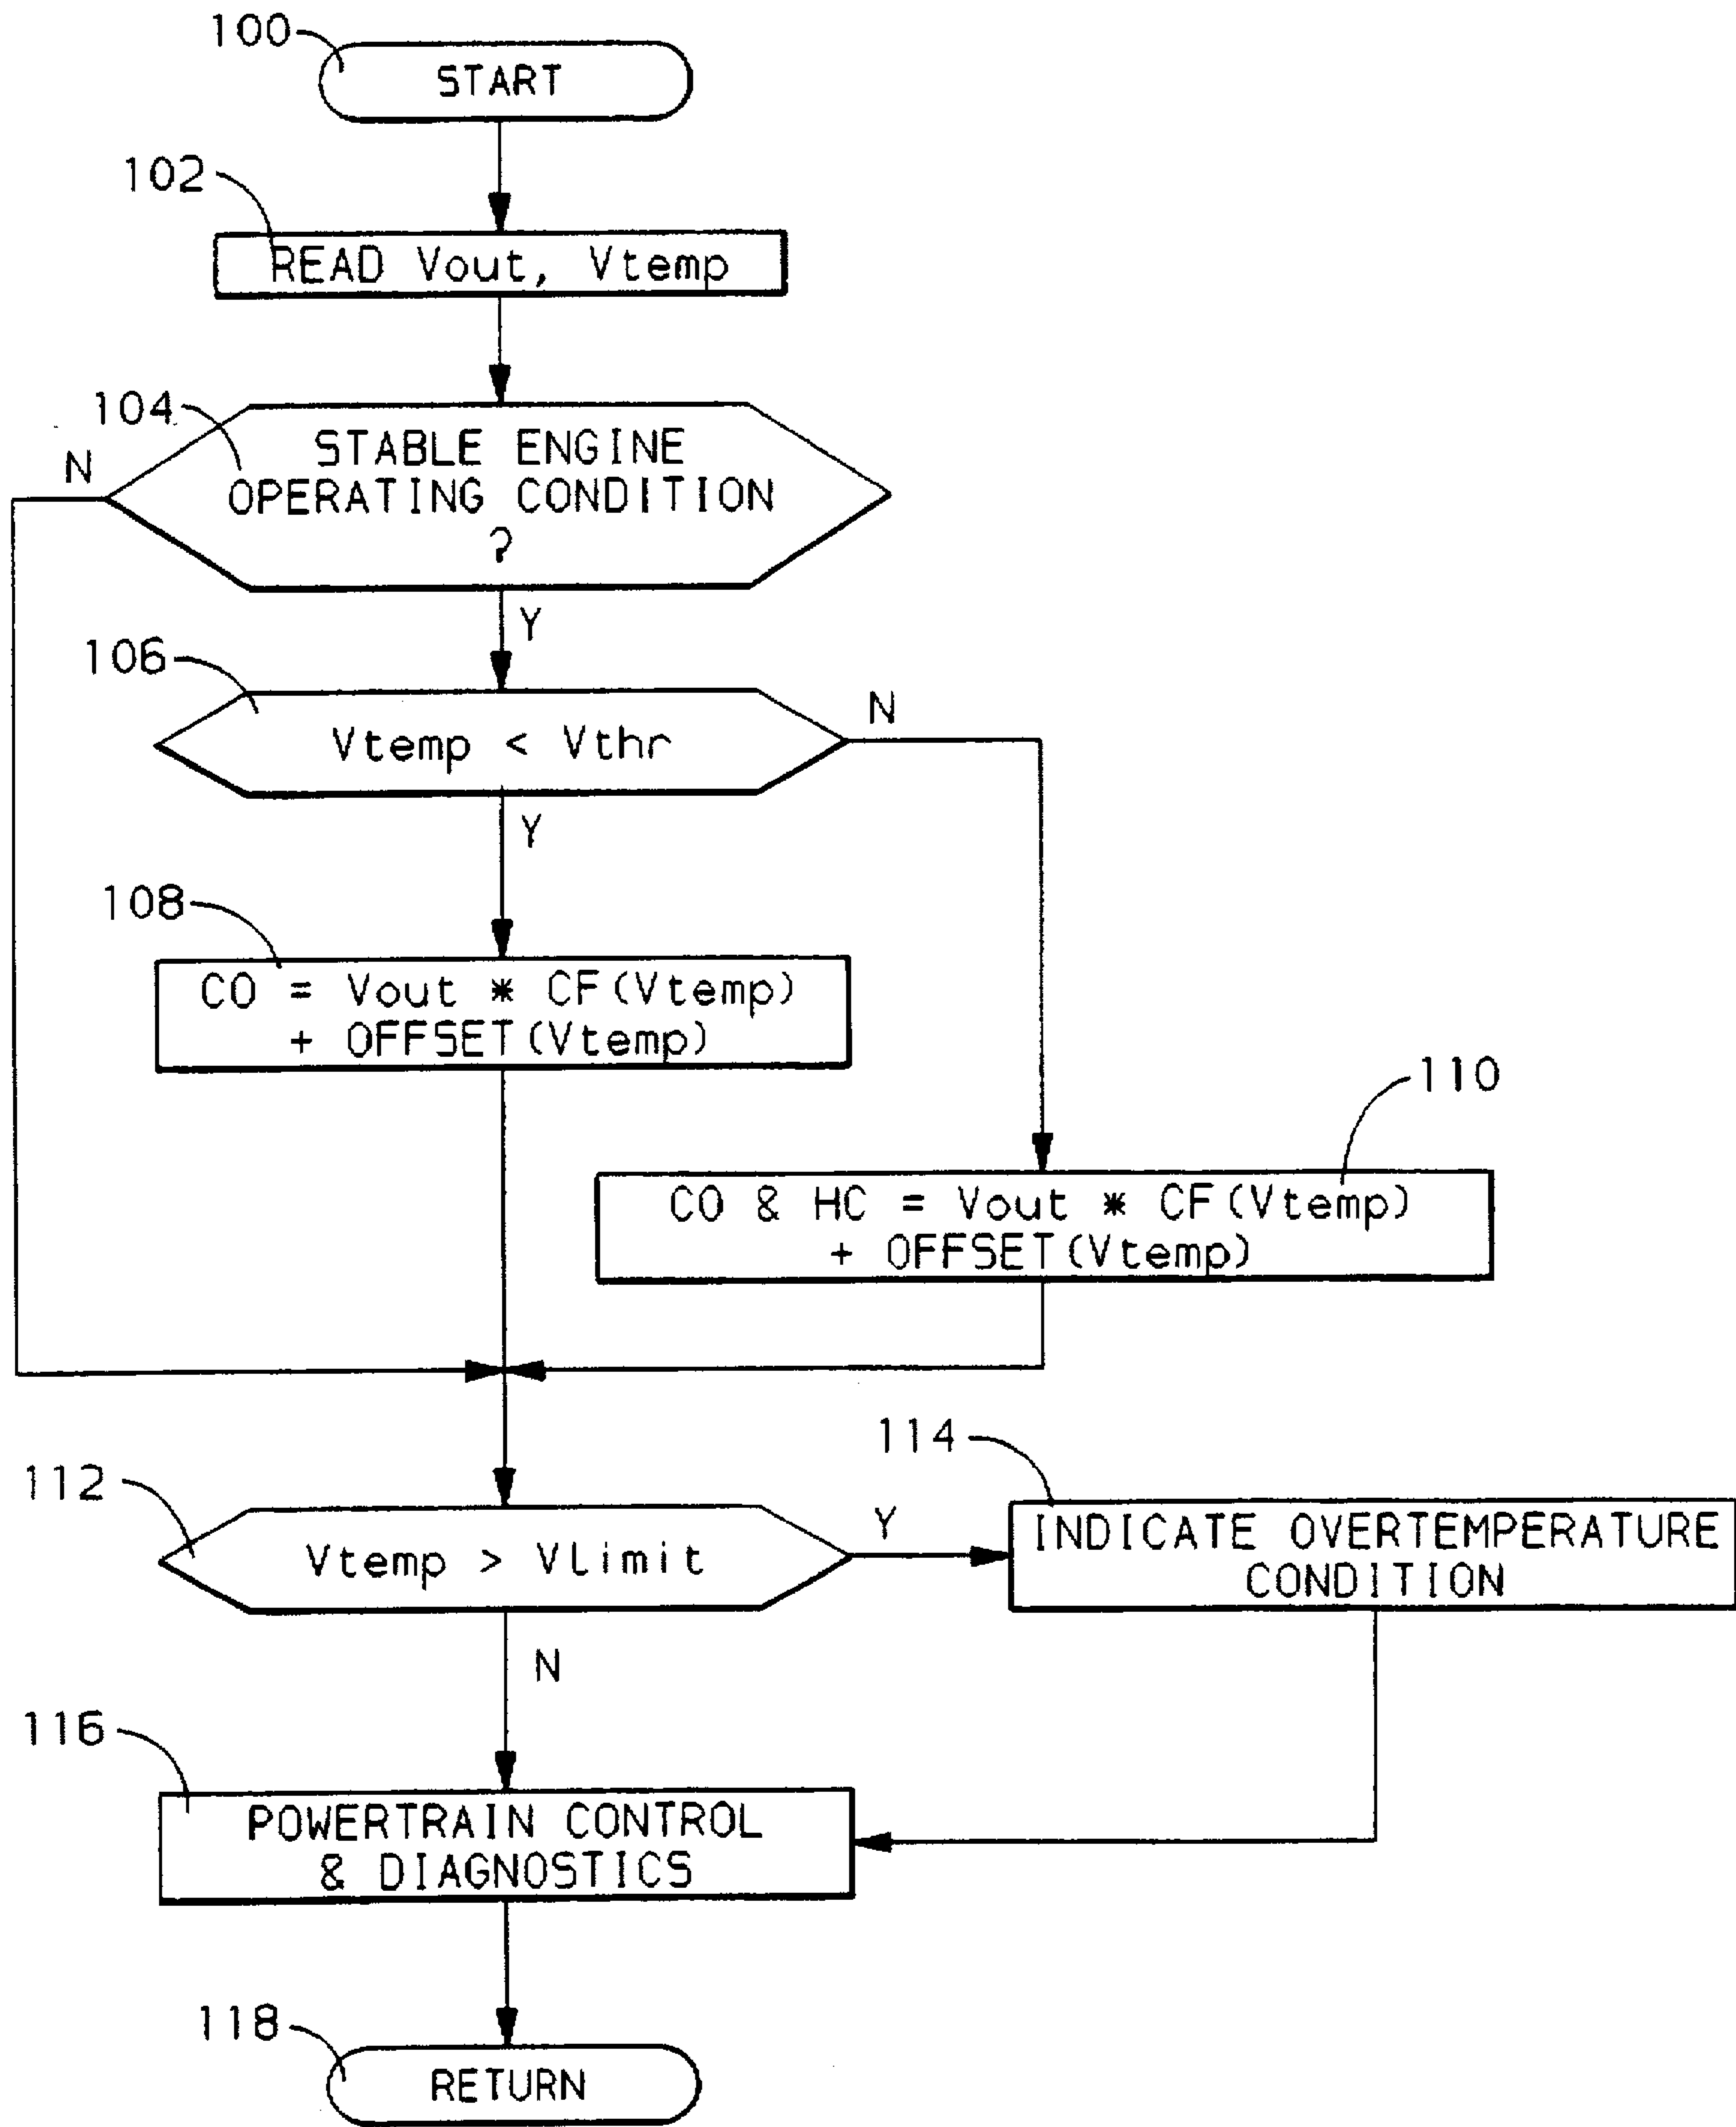 100
START
102
READ Vout, Vtemp
104
N
STABLE ENGINE
OPERATING CONDITION
?
Y
106
Vtemp < Vthr
N
Y
108
CO = Vout * CF(Vtemp)
+ OFFSET(Vtemp)
110
CO & HC = Vout * CF(Vtemp)
+ OFFSET(Vtemp)
112
Vtemp > Vlimit
Y
114
INDICATE OVERTEMPERATURE
CONDITION
N
116
POWERTRAIN CONTROL
& DIAGNOSTICS
118
RETURN